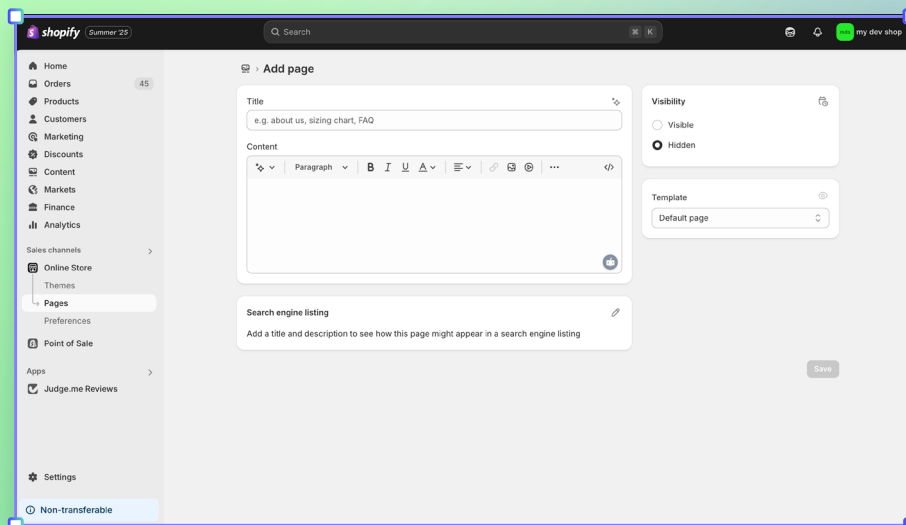 shopify Summer '25
Search ⌘ K
mds my dev shop
Home
Orders 45
Products
Customers
Marketing
Discounts
Content
Markets
Finance
Analytics
Sales channels
Online Store
Themes
Pages
Preferences
Point of Sale
Apps
Judge.me Reviews
Settings
Non-transferable
Add page
Title
e.g. about us, sizing chart, FAQ
Content
Paragraph B I U A
Search engine listing
Add a title and description to see how this page might appear in a search engine listing
Visibility
Visible
Hidden
Template
Default page
Save